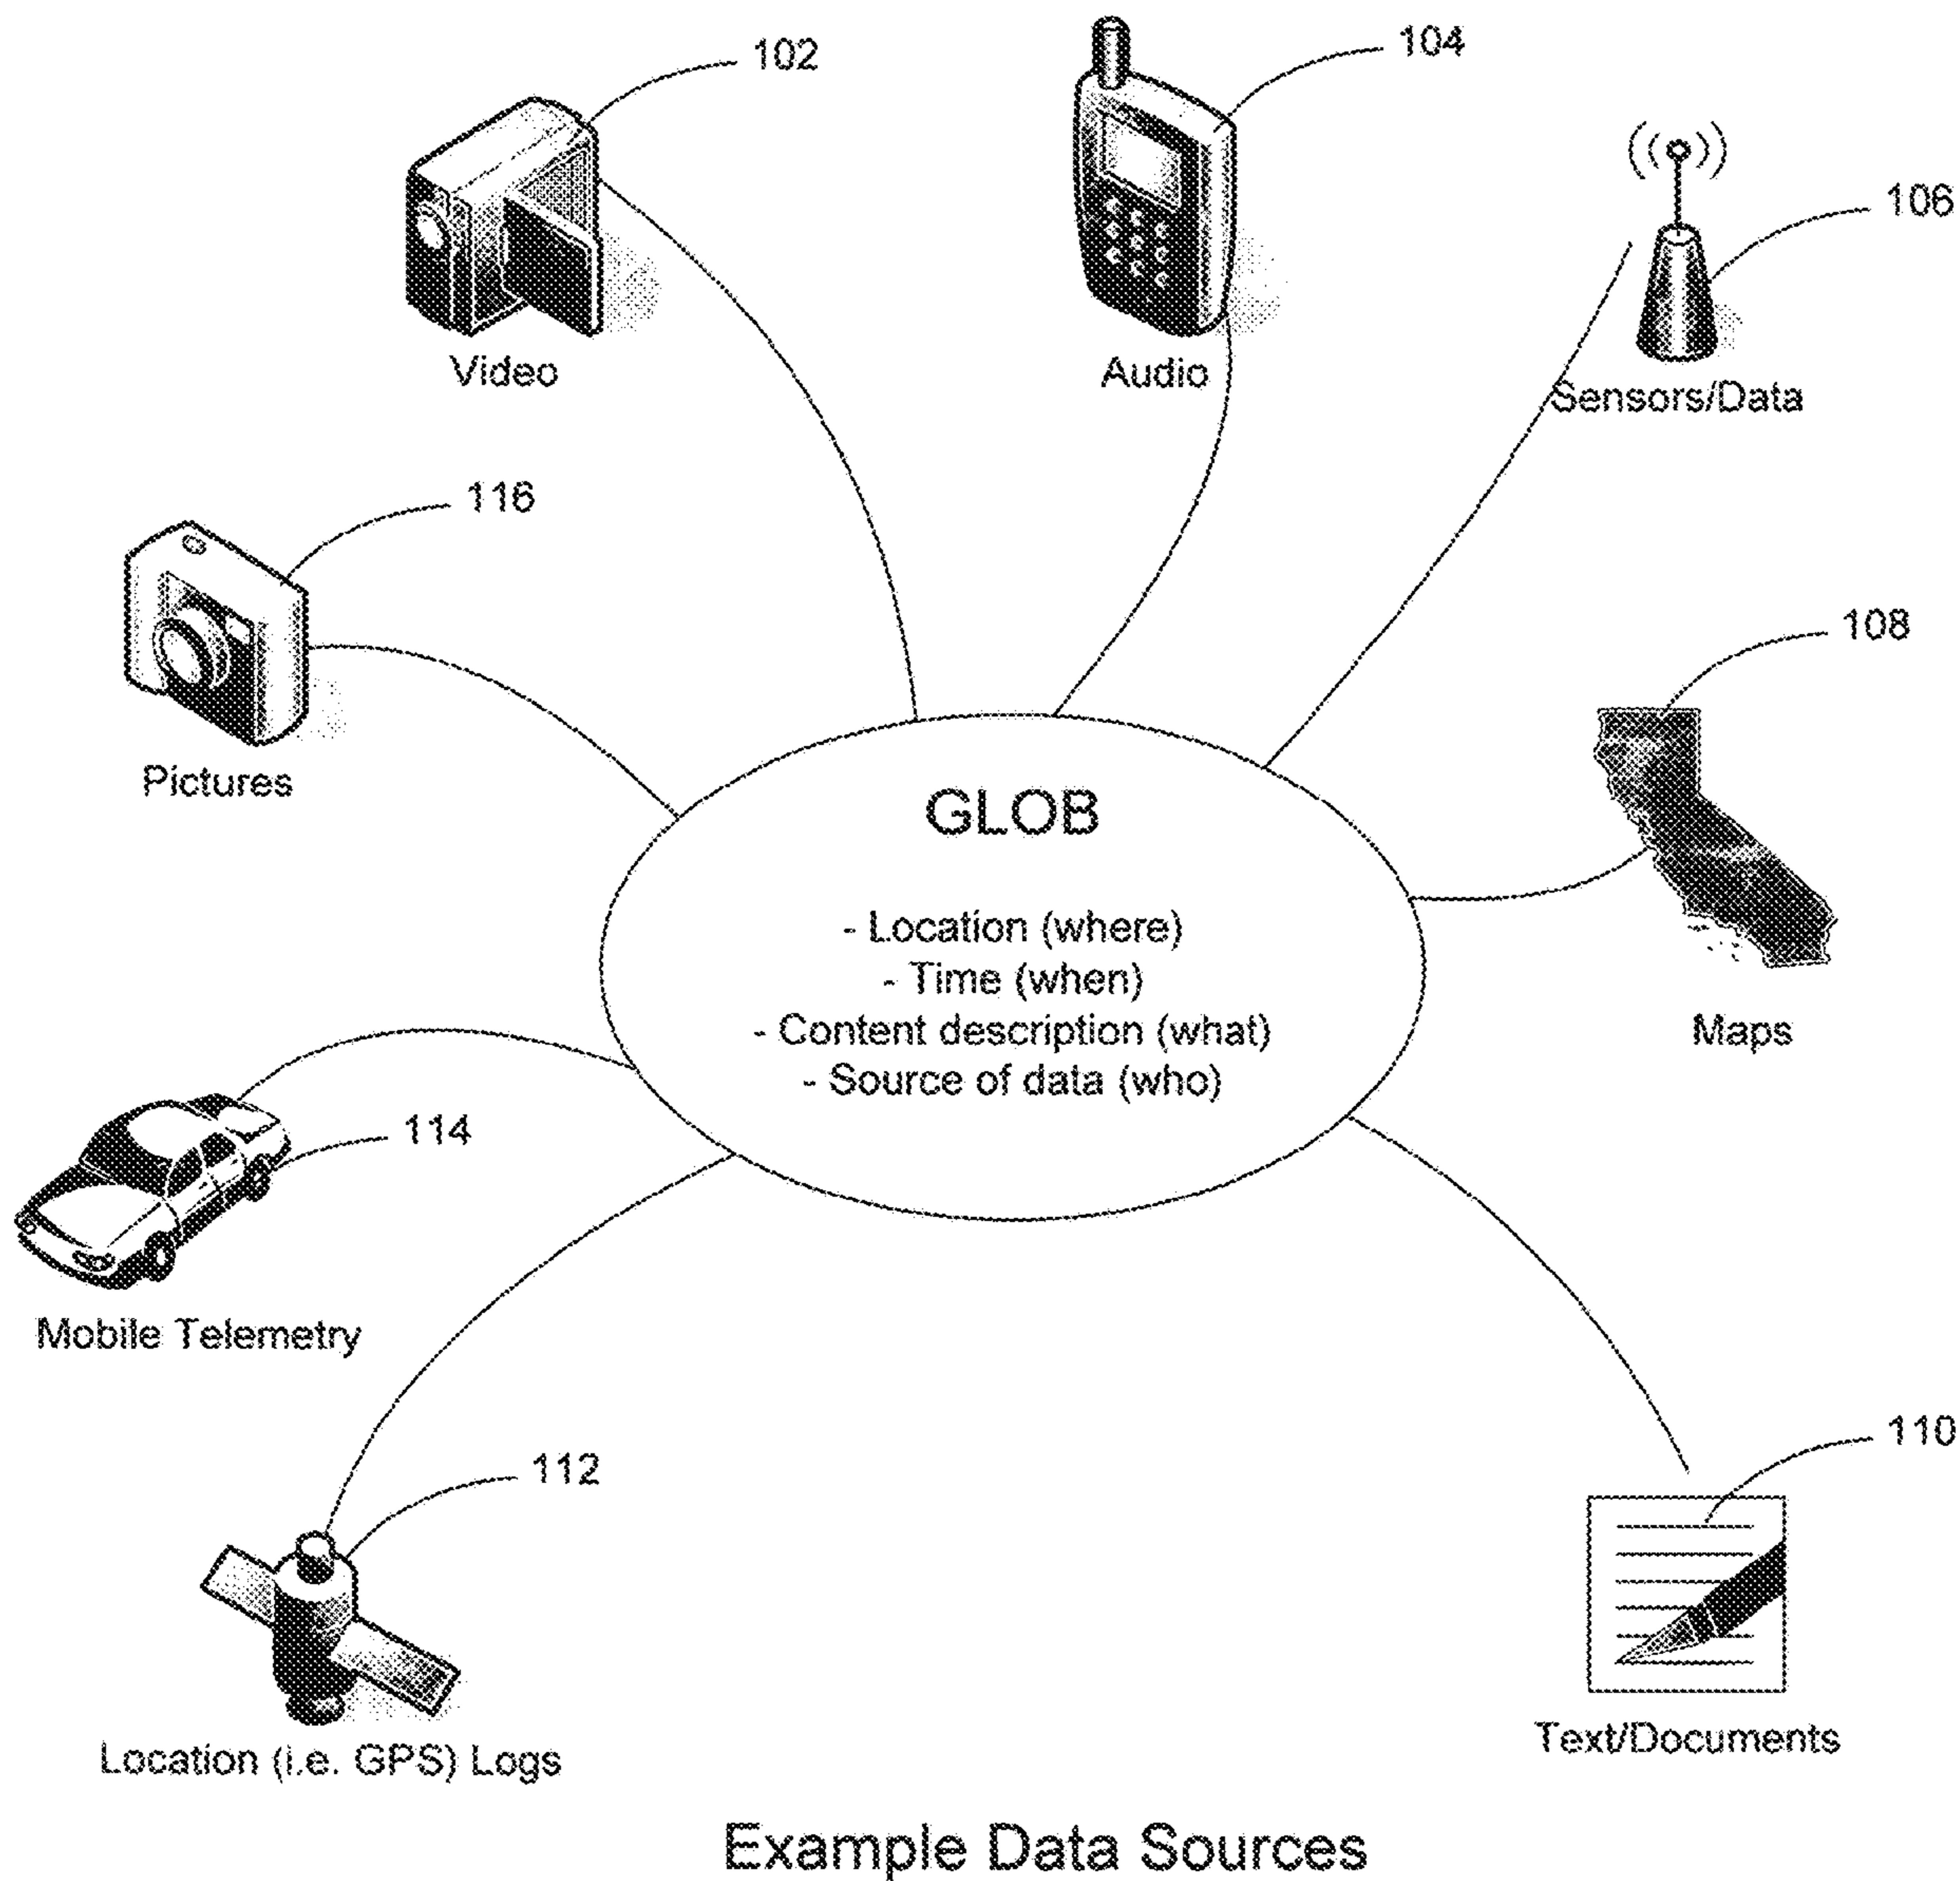 102
104
106
Video
Audio
Sensors/Data
116
108
Pictures
GLOB
- Location (where)
- Time (when)
- Content description (what)
- Source of data (who)
Maps
114
Mobile Telemetry
112
110
Location (i.e. GPS) Logs
Text/Documents
Example Data Sources